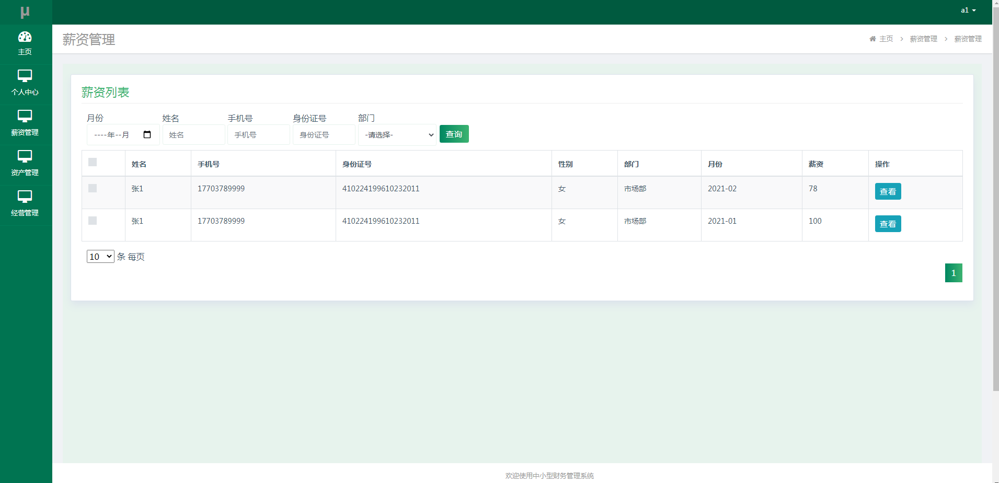 μ
a1
主页
个人中心
薪资管理
资产管理
经营管理
薪资管理
主页 薪资管理 薪资管理
薪资列表
月份 姓名 手机号 身份证号 部门
----年--月 姓名 手机号 身份证号 -请选择- 查询
姓名 手机号 身份证号 性别 部门 月份 薪资 操作
张1 17703789999 410224199610232011 女 市场部 2021-02 78 查看
张1 17703789999 410224199610232011 女 市场部 2021-01 100 查看
10 条 每页
1
欢迎使用中小型财务管理系统